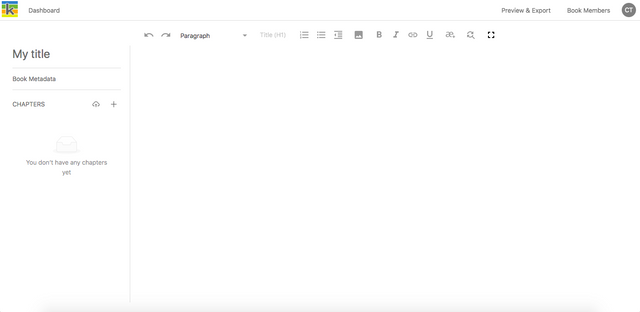 k
Dashboard
Preview & Export
Book Members
CT
Paragraph
Title (H1)
B
I
U
æ
My title
Book Metadata
CHAPTERS
You don't have any chapters
yet